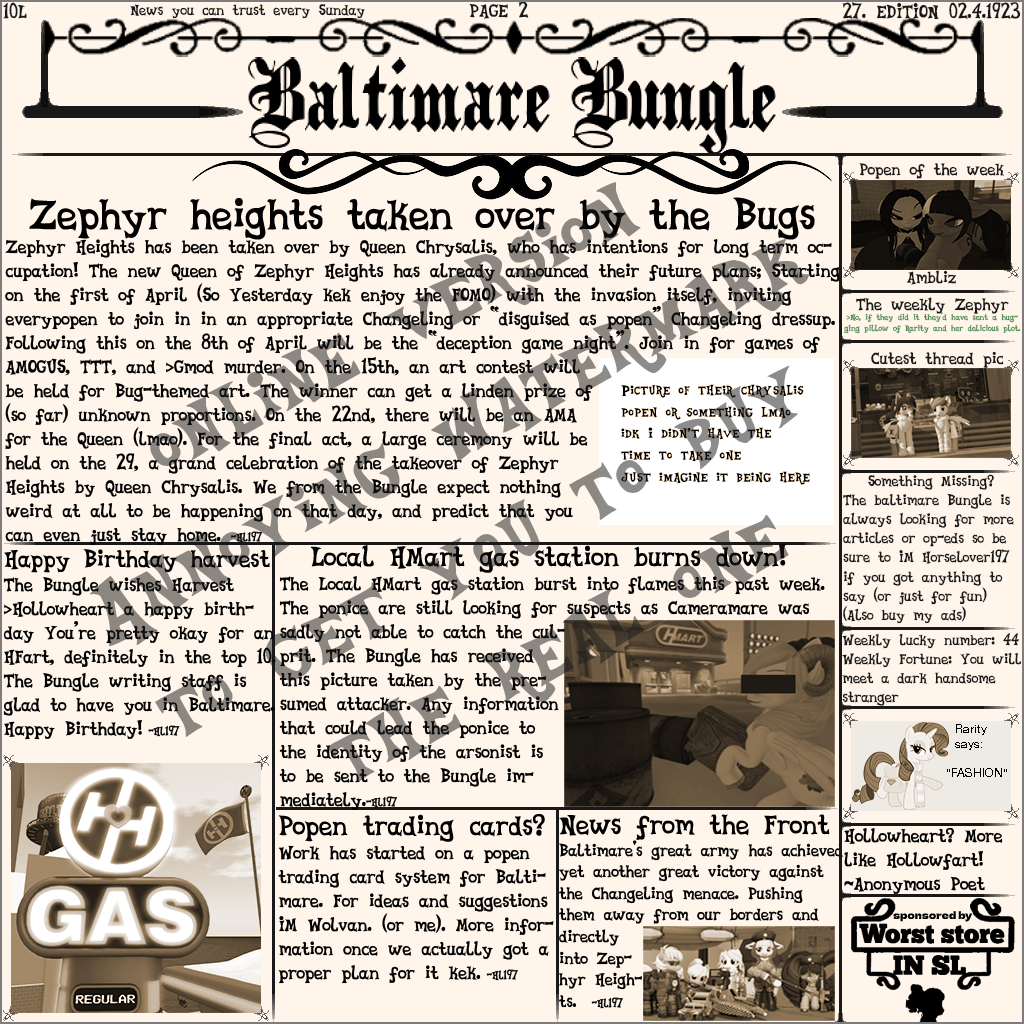 10L
News you can trust every Sunday
PAGE 2
27. EDITION 02.4.1923
Baltimare Bungle
Zephyr heights taken over by the Bugs
Zephyr Heights has been taken over by Queen Chrysalis, who has intentions for long term oc-
cupation! The new Queen of Zephyr Heights has already announced their future plans; Starting
on the first of April (So Yesterday kek enjoy the FOMO) with the invasion itself, inviting
everypopen to join in in an appropriate Changeling or "disguised as popen" Changeling dressup.
Following this on the 8th of April will be the "deception game night". Join in for games of
AMOGUS, TTT, and >Gmod murder. On the 15th, an art contest will
be held for Bug-themed art. The winner can get a Linden prize of
(so far) unknown proportions. On the 22nd, there will be an AMA
for the Queen (lmao). For the final act, a large ceremony will be
held on the 29, a grand celebration of the takeover of Zephyr
Heights by Queen Chrysalis. We from the Bungle expect nothing
weird at all to be happening on that day, and predict that you
can even just stay home. -HL197
PICTURE OF THEIR CHRYSALIS
POPEN OR SOMETHING LMAO
IDK I DIDN'T HAVE THE
TIME TO TAKE ONE
JUST IMAGINE IT BEING HERE
ONLINE VERSION
ANNOYING WATERMARK
TO GET YOU TO BUY
THE REAL ONE.
Happy Birthday harvest
The Bungle wishes Harvest
>Hollowheart a happy birth-
day You're pretty okay for an
HFart, definitely in the top 10
The Bungle writing staff is
glad to have you in Baltimare.
Happy Birthday! -HL197
HH
HH
GAS
REGULAR
Local HMart gas station burns down!
The Local HMart gas station burst into flames this past week.
The ponice are still looking for suspects as Cameramare was
sadly not able to catch the cul-
prit. The Bungle has received
this picture taken by the pre-
sumed attacker. Any information
that could lead the ponice to
the identity of the arsonist is
to be sent to the Bungle im-
mediately.-HL197
HMART
Popen trading cards?
Work has started on a popen
trading card system for Balti-
mare. For ideas and suggestions
iM Wolvan. (or me). More infor-
mation once we actually got a
proper plan for it kek. -HL197
News from the Front
Baltimare's great army has achieved
yet another great victory against
the Changeling menace. Pushing
them away from our borders and
directly
into Zep-
hyr Heigh-
ts. -HL197
Popen of the week
Ambliz
The weekly Zephyr
>No, if they did it they'd have sent a hug-
ging pillow of Rarity and her delicious plot.
Cutest thread pic
Something Missing?
The baltimare Bungle is
always looking for more
articles or op-eds so be
sure to iM Horselover197
if you got anything to
say (or just for fun)
(Also buy my ads)
Weekly lucky number: 44
Weekly Fortune: You will
meet a dark handsome
stranger
Rarity
says:
"FASHION"
Hollowheart? More
like Hollowfart!
~Anonymous Poet
sponsored by
Worst store
IN SL